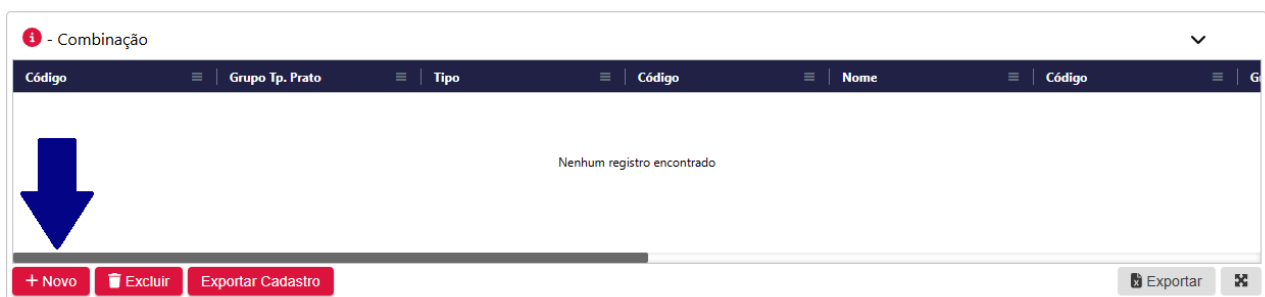 i - Combinação
Código Grupo Tp. Prato Tipo Código Nome Código
Nenhum registro encontrado
+ Novo Excluir Exportar Cadastro Exportar